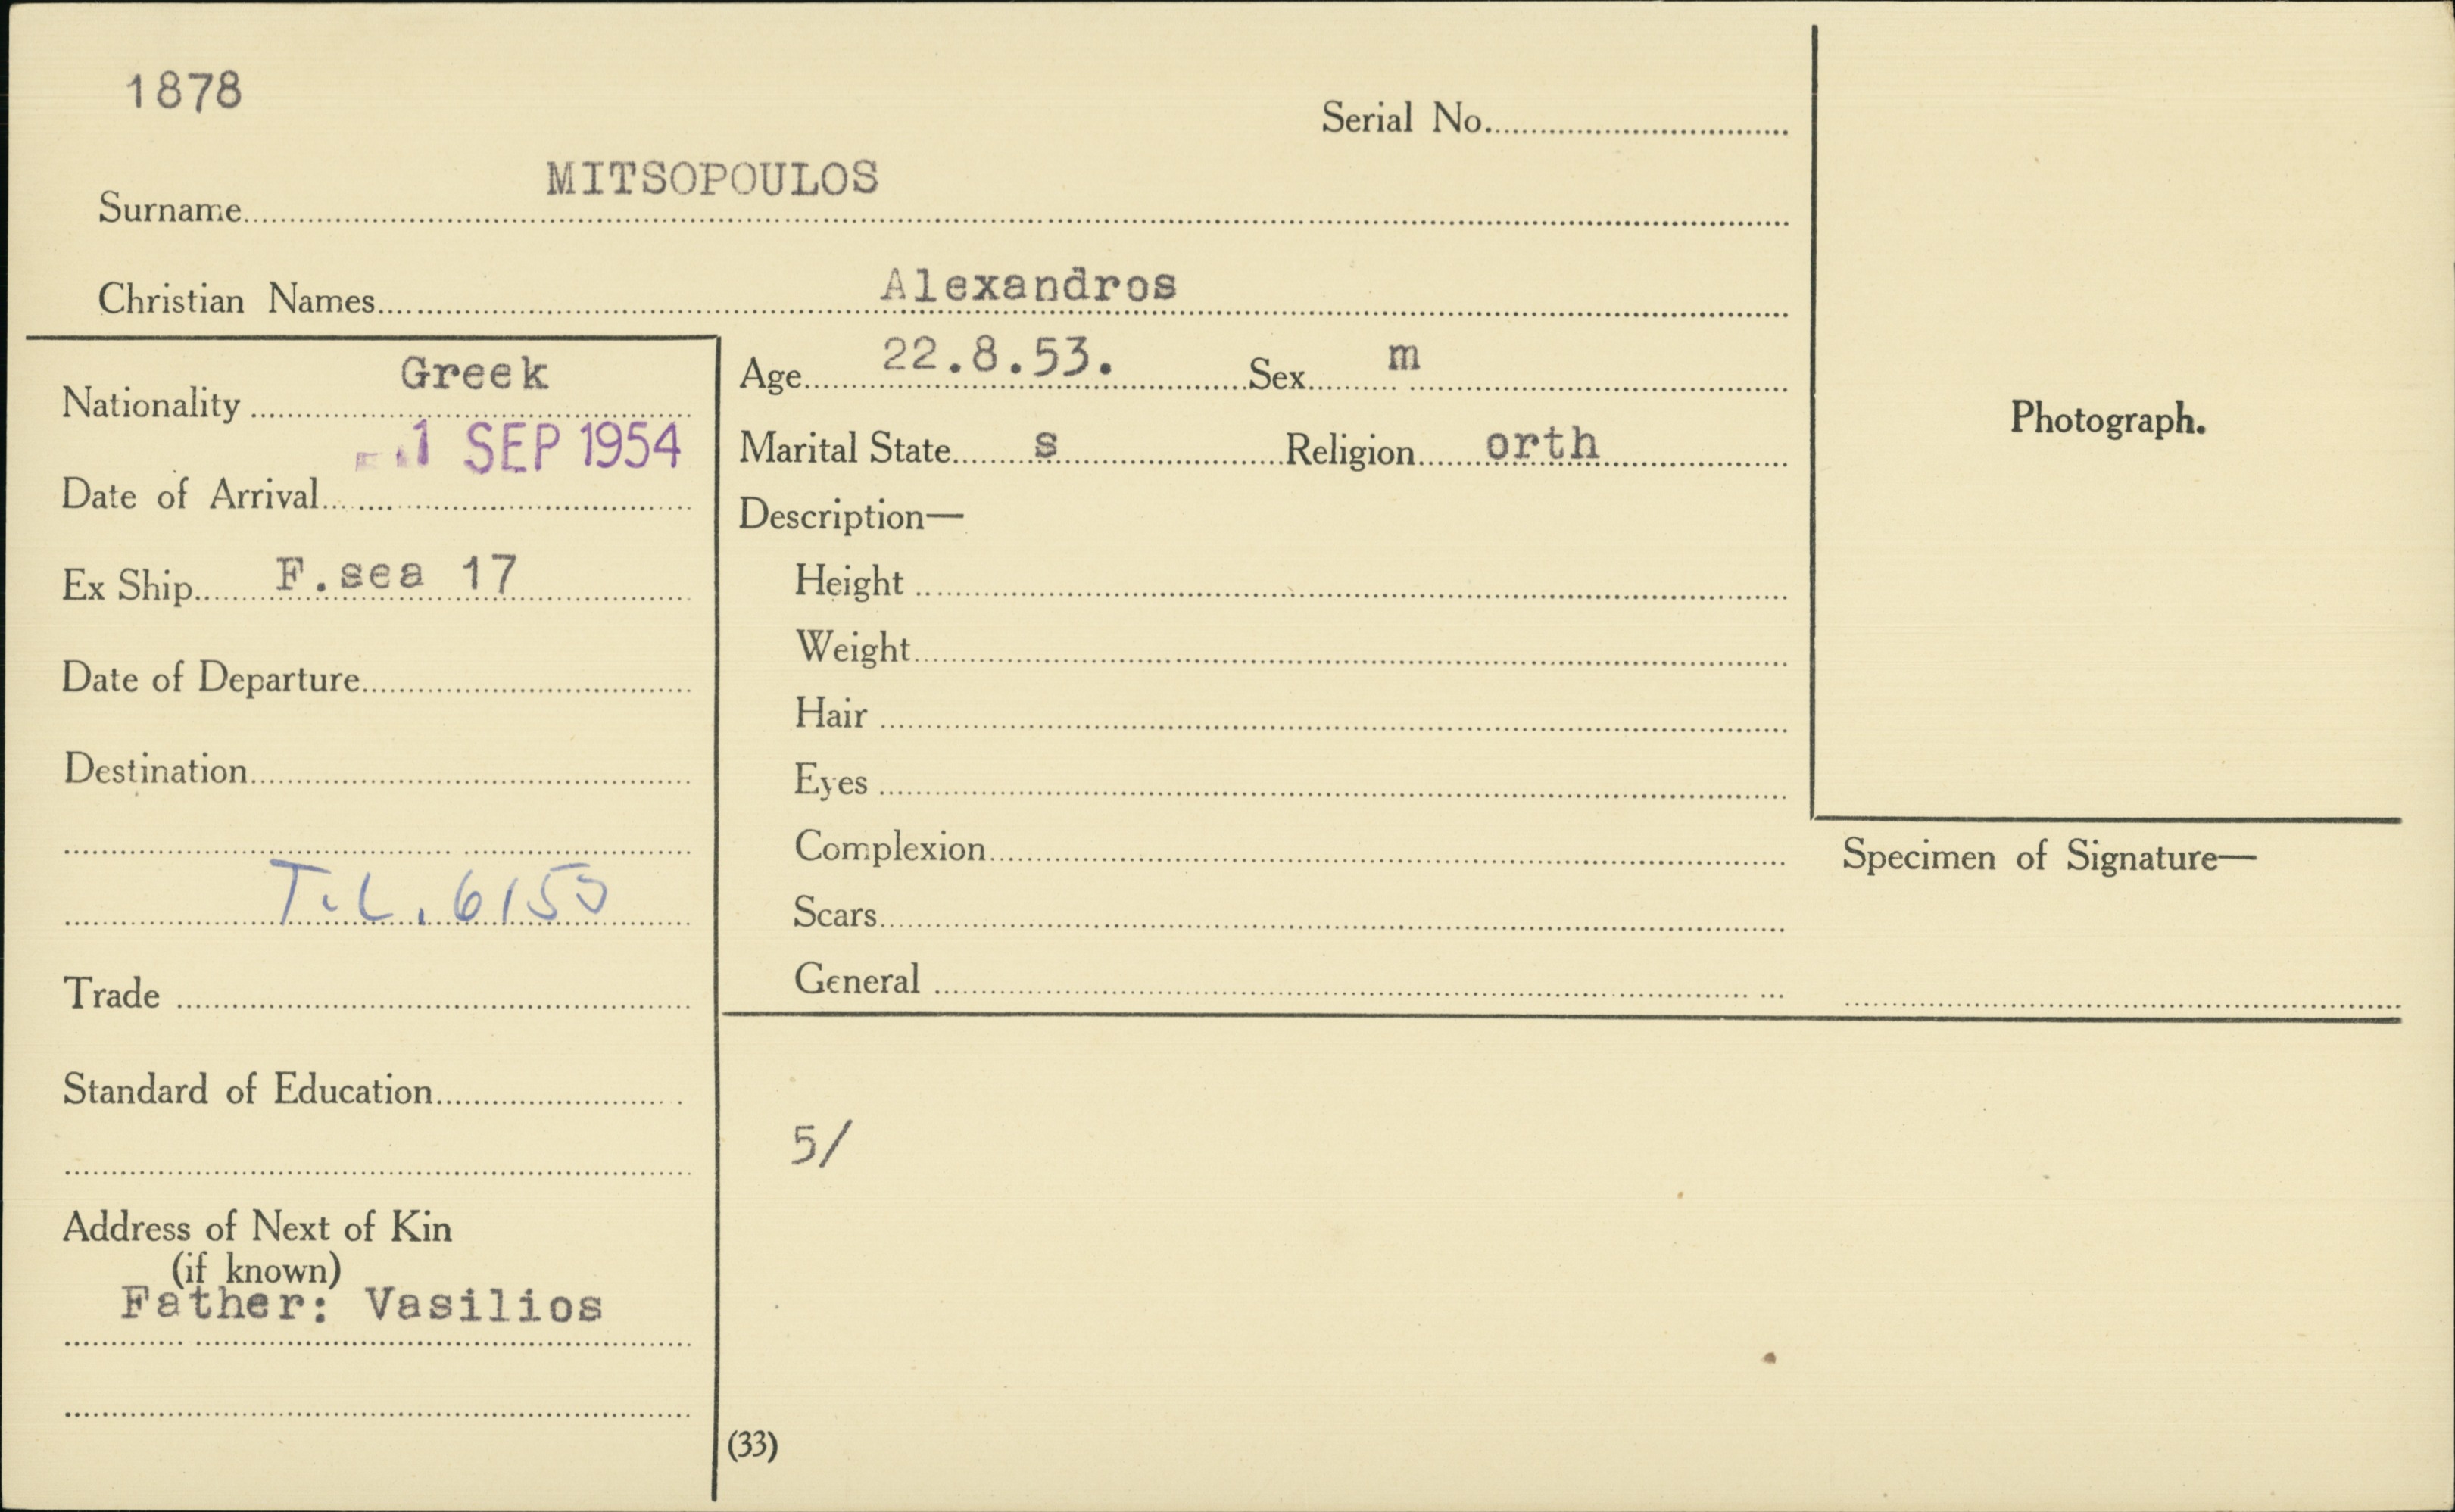 1878
Serial No.
MITSOPOULOS
Surname
Christian Names Alexandros
Nationality Greek
1 SEP 1954
Date of Arrival
Ex Ship F.sea 17
Date of Departure
Destination
T.L. 6155
Trade
Standard of Education
Address of Next of Kin
(if known)
Father: Vasilios
Age 22.8.53. Sex m
Marital State s Religion orth
Description—
Height
Weight
Hair
Eyes
Complexion
Scars
General
5/
(33)
Photograph.
Specimen of Signature—